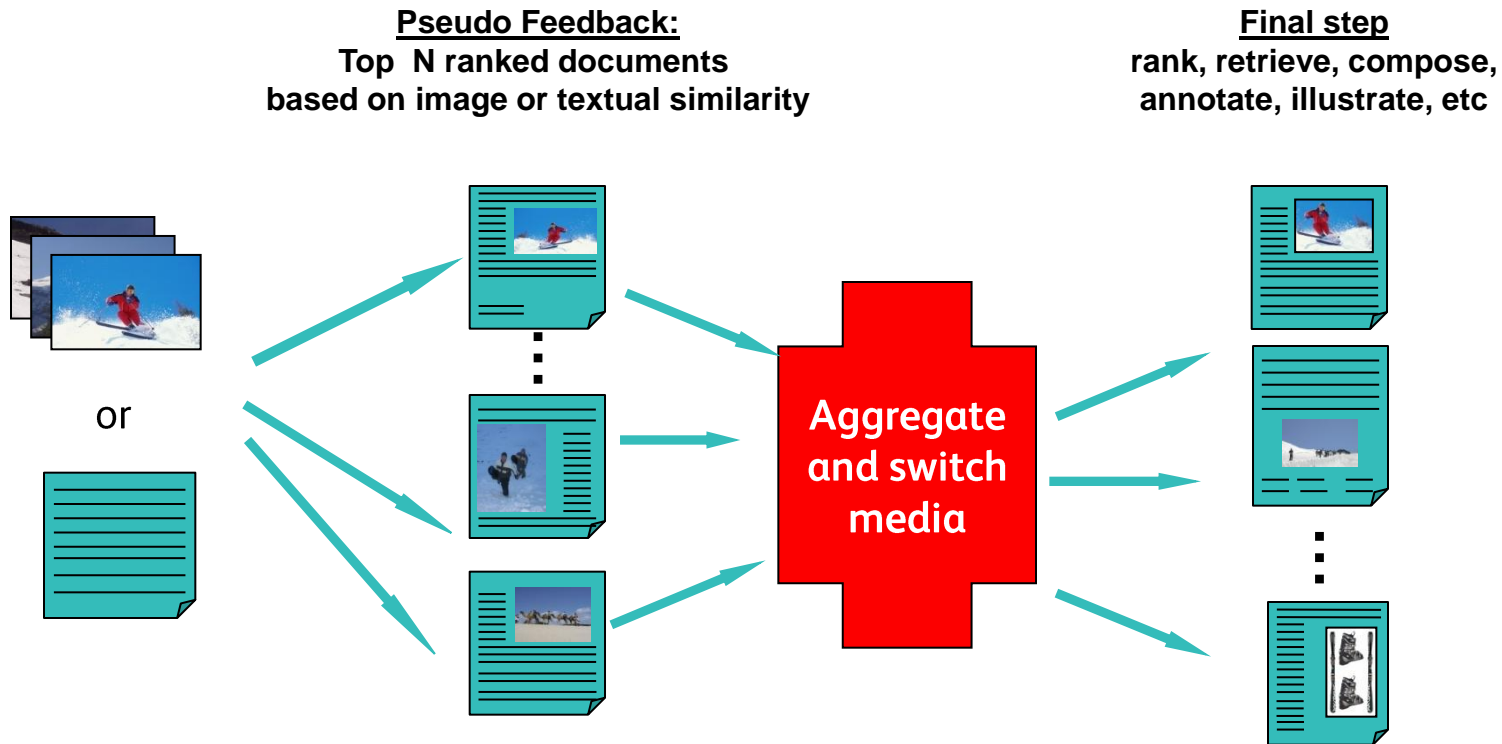 Pseudo Feedback:
Top N ranked documents
based on image or textual similarity
Final step
rank, retrieve, compose,
annotate, illustrate, etc
or
Aggregate
and switch
media